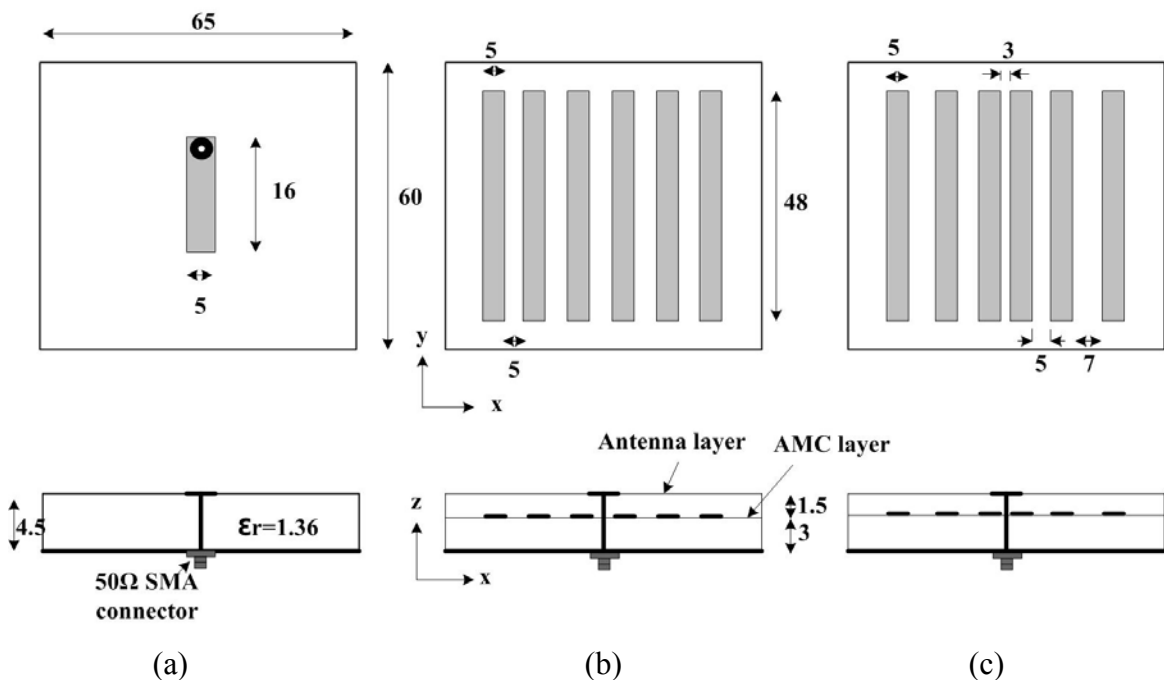 65
16
5
60
5
48
5
y
x
5
3
5
7
4.5
εr=1.36
50Ω SMA
connector
Antenna layer
AMC layer
z
x
1.5
3
(a)
(b)
(c)